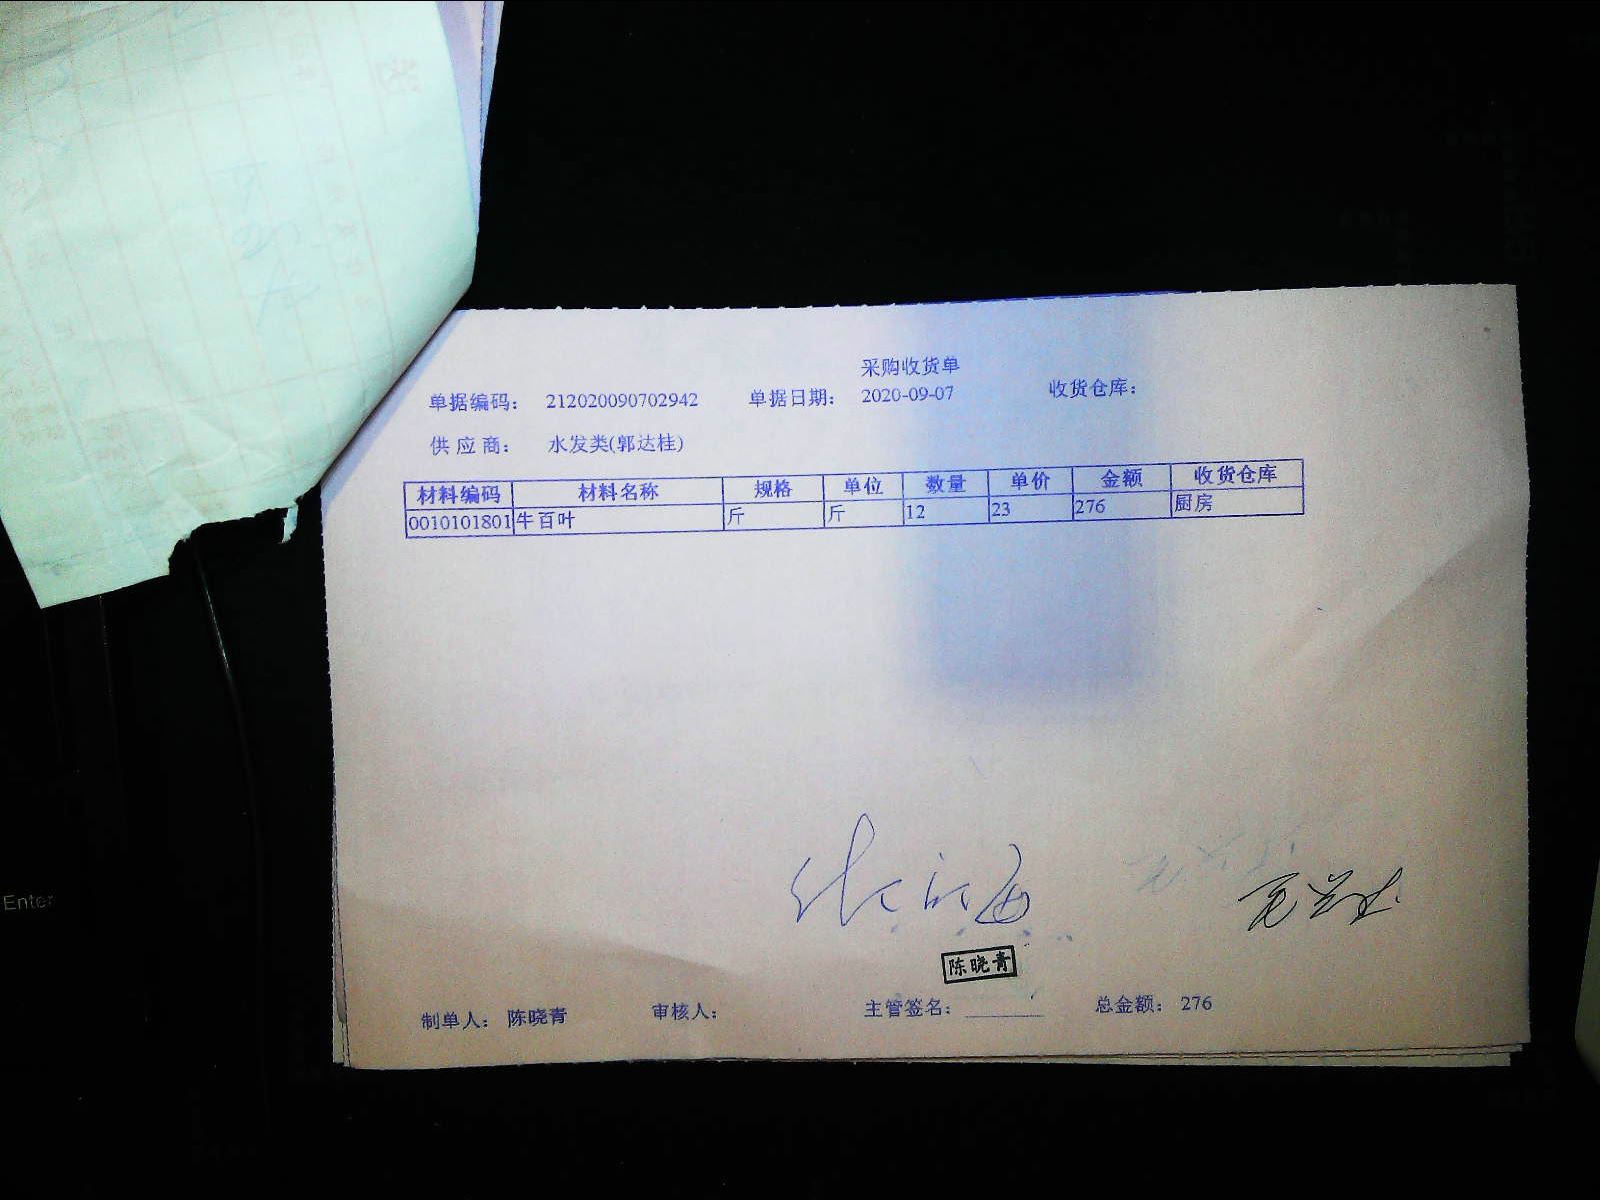 采购收货单
单据编码: 212020090702942 单据日期: 2020-09-07 收货仓库:
供应商: 水发类(郭达桂)
材料编码 材料名称 规格 单位 数量 单价 金额 收货仓库
0010101801 牛百叶 斤 斤 12 23 276 厨房
陈晓青
制单人: 陈晓青 审核人: 主管签名: 总金额: 276
Enter